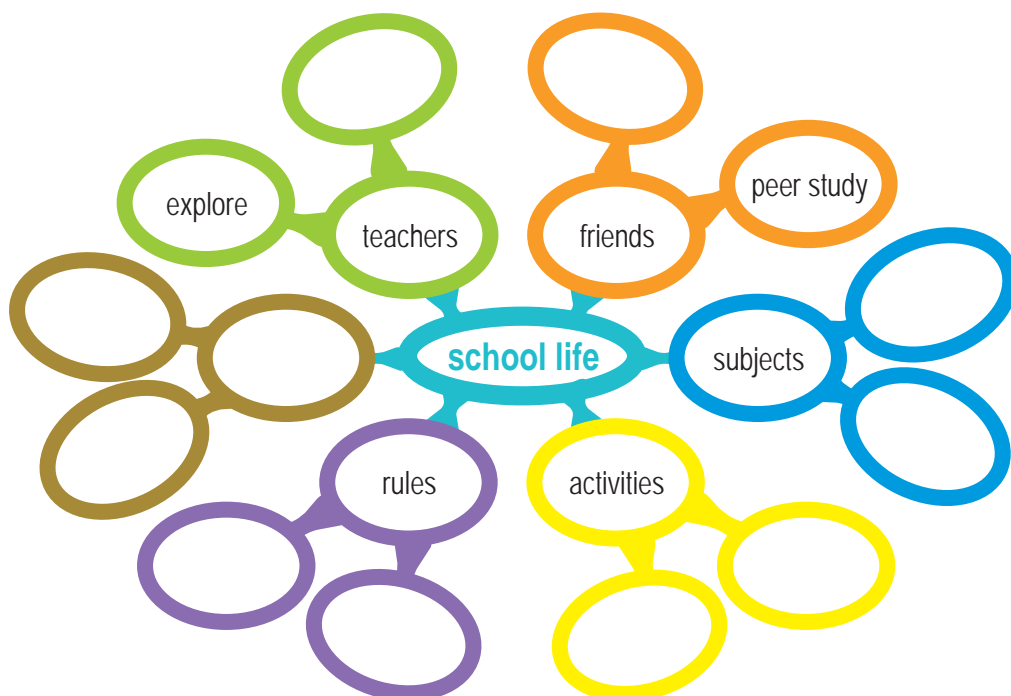 peer study
explore
teachers
friends
school life
subjects
rules
activities